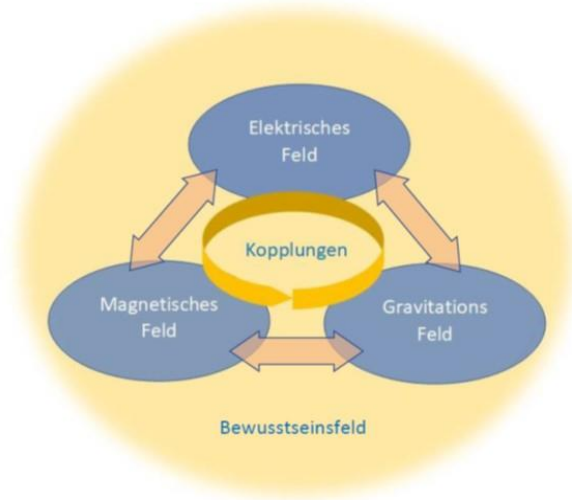 Elektrisches
Feld
Kopplungen
Magnetisches
Feld
Gravitations
Feld
Bewusstseinsfeld